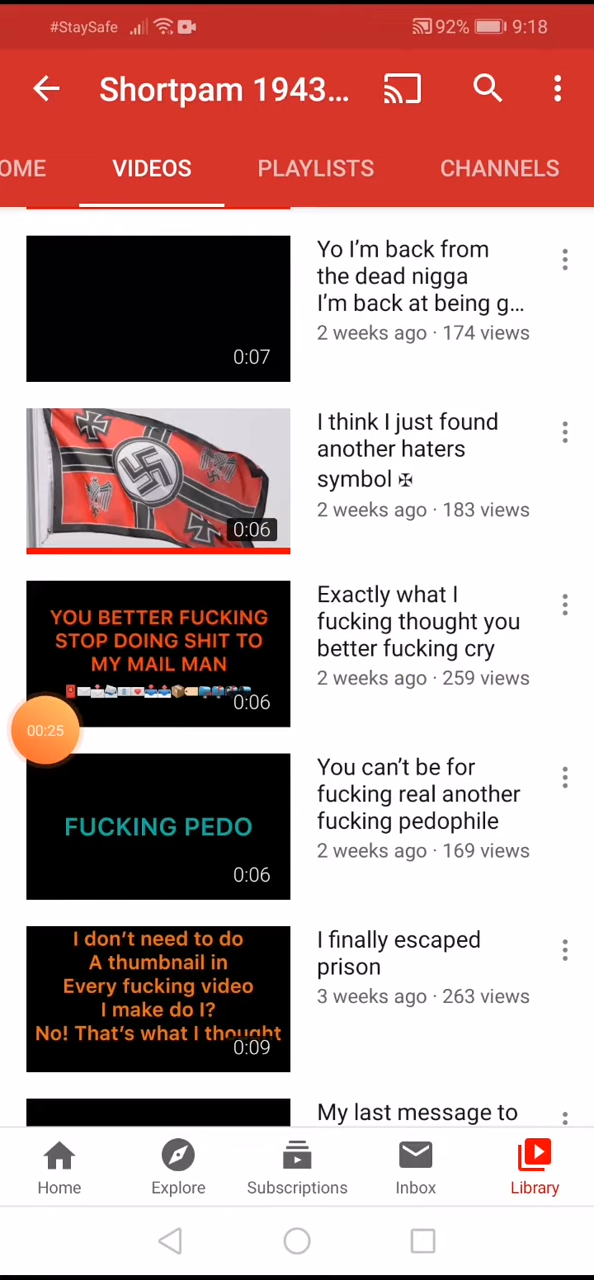 #StaySafe 92% 9:18
Shortpam 1943...
OME VIDEOS PLAYLISTS CHANNELS
Yo I'm back from
the dead nigga
I'm back at being g...
2 weeks ago · 174 views
0:07
I think I just found
another haters
symbol ✠
2 weeks ago · 183 views
0:06
YOU BETTER FUCKING
STOP DOING SHIT TO
MY MAIL MAN
0:06
Exactly what I
fucking thought you
better fucking cry
2 weeks ago · 259 views
00:25
FUCKING PEDO
0:06
You can't be for
fucking real another
fucking pedophile
2 weeks ago · 169 views
I don't need to do
A thumbnail in
Every fucking video
I make do I?
No! That's what I thought
0:09
I finally escaped
prison
3 weeks ago · 263 views
My last message to
Home Explore Subscriptions Inbox Library